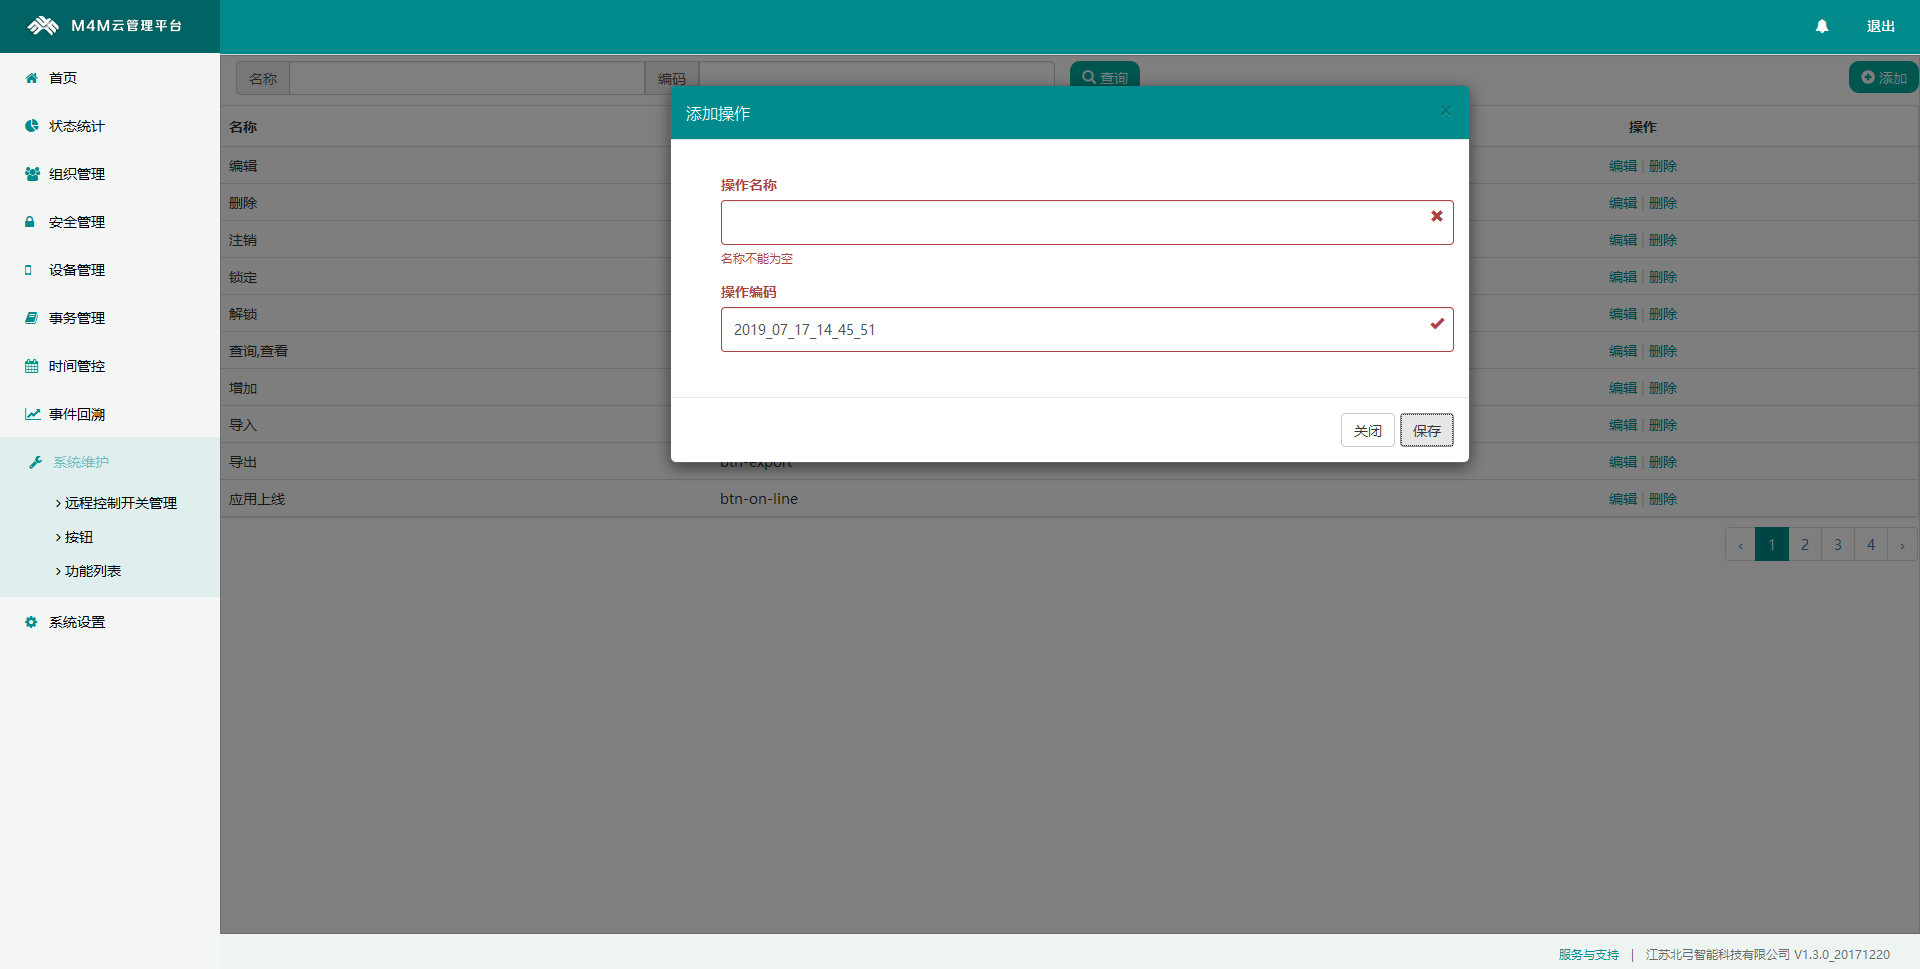 M4M云管理平台
退出
首页
状态统计
组织管理
安全管理
设备管理
事务管理
时间管控
事件回溯
系统维护
远程控制开关管理
按钮
功能列表
系统设置
名称
编码
查询
添加
名称
操作
编辑
编辑 | 删除
删除
编辑 | 删除
注销
编辑 | 删除
锁定
编辑 | 删除
解锁
编辑 | 删除
查询,查看
编辑 | 删除
增加
编辑 | 删除
导入
编辑 | 删除
导出
btn-export
编辑 | 删除
应用上线
btn-on-line
编辑 | 删除
‹ 1 2 3 4 ›
添加操作
×
操作名称
名称不能为空
操作编码
2019_07_17_14_45_51
关闭
保存
服务与支持 | 江苏北弓智能科技有限公司 V1.3.0_20171220